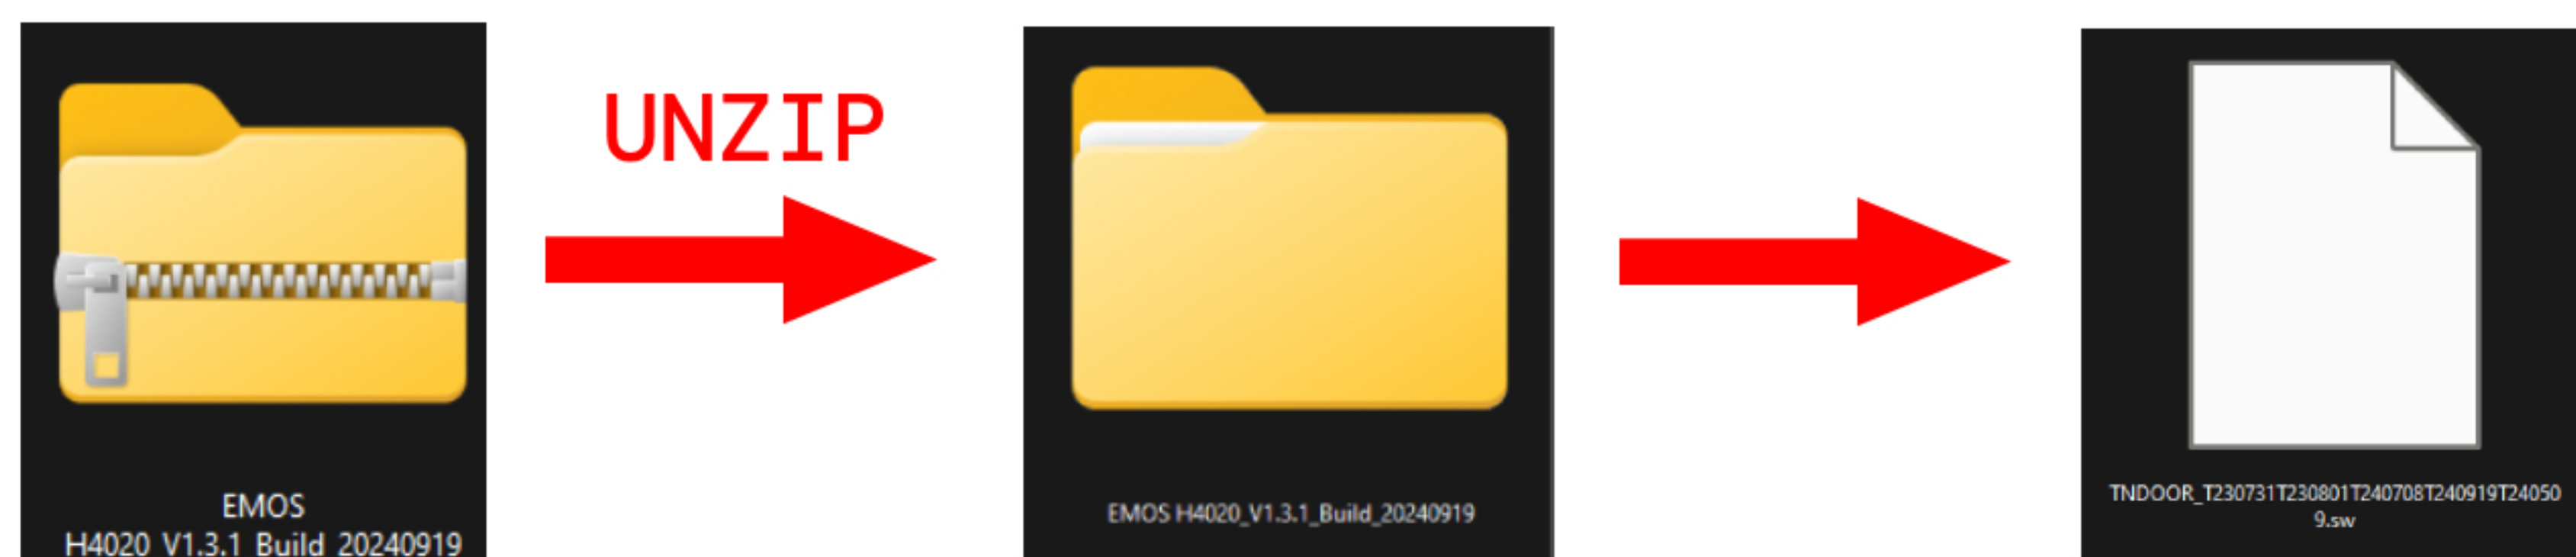 EMOS
H4020_V1.3.1_Build_20240919
UNZIP
EMOS H4020_V1.3.1_Build_20240919
TNDOOR_T230731T230801T240708T240919T24050
9.sw